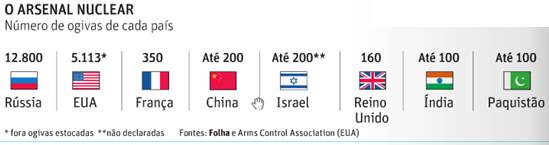 O ARSENAL NUCLEAR
Número de ogivas de cada país
12.800 5.113* 350 Até 200 Até 200** 160 Até 100 Até 100
Rússia EUA França China Israel Reino Índia Paquistão
Unido
* fora ogivas estocadas **não declaradas Fontes: Folha e Arms Control Association (EUA)